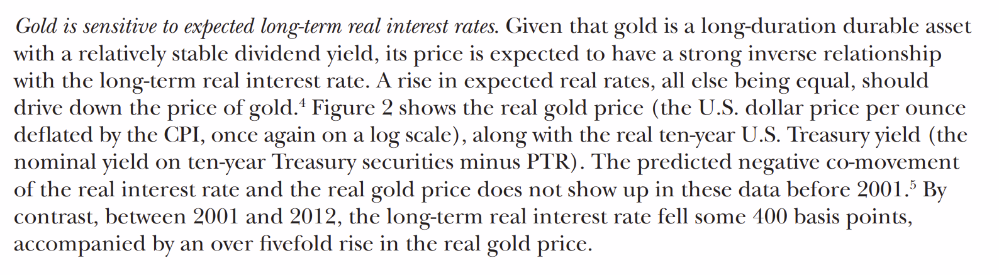 Gold is sensitive to expected long-term real interest rates. Given that gold is a long-duration durable asset
with a relatively stable dividend yield, its price is expected to have a strong inverse relationship
with the long-term real interest rate. A rise in expected real rates, all else being equal, should
drive down the price of gold.⁴ Figure 2 shows the real gold price (the U.S. dollar price per ounce
deflated by the CPI, once again on a log scale), along with the real ten-year U.S. Treasury yield (the
nominal yield on ten-year Treasury securities minus PTR). The predicted negative co-movement
of the real interest rate and the real gold price does not show up in these data before 2001.⁵ By
contrast, between 2001 and 2012, the long-term real interest rate fell some 400 basis points,
accompanied by an over fivefold rise in the real gold price.